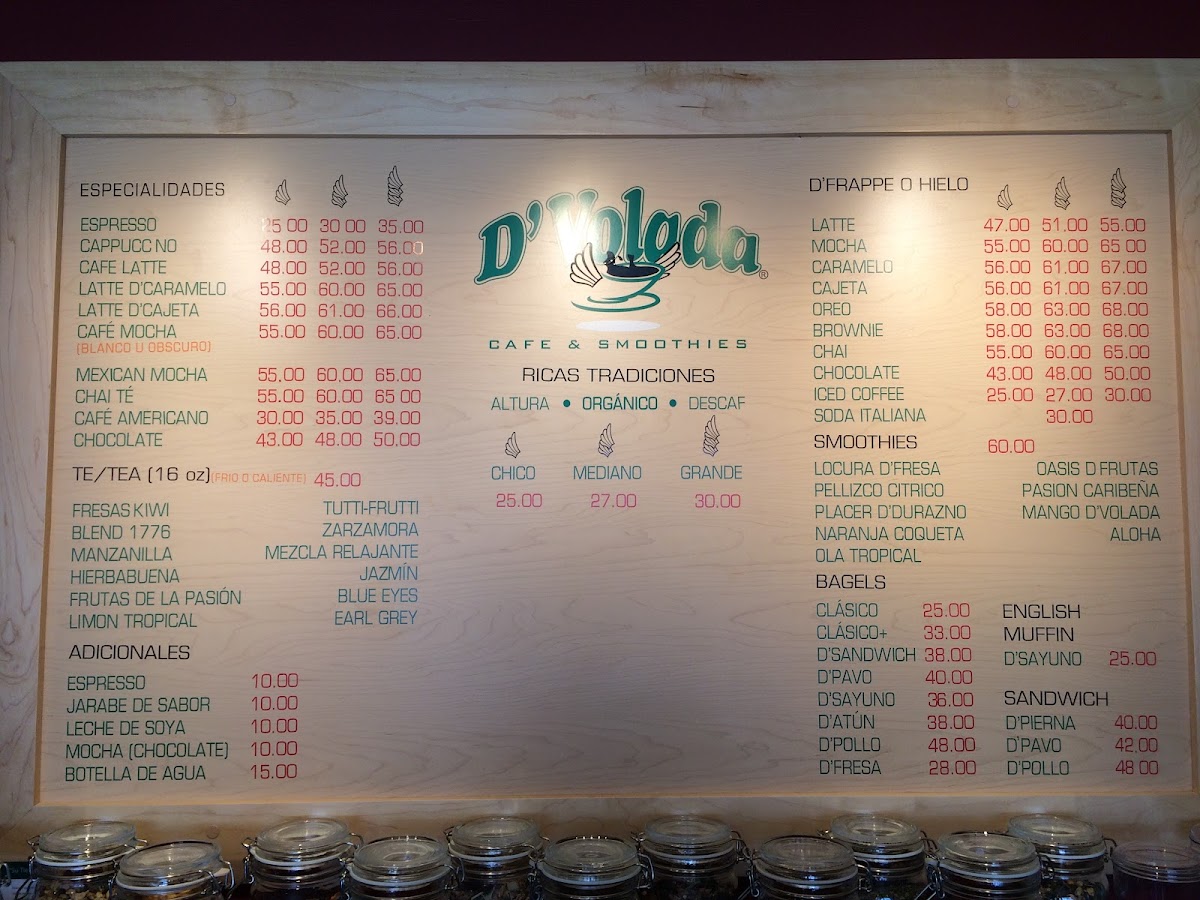 ESPECIALIDADES
ESPRESSO 25 00 30 00 35.00
CAPPUCC NO 48.00 52.00 56.00
CAFE LATTE 48.00 52.00 56.00
LATTE D'CARAMELO 55.00 60.00 65.00
LATTE D'CAJETA 56.00 61.00 66.00
CAFÉ MOCHA 55.00 60.00 65.00
(BLANCO U OBSCURO)
MEXICAN MOCHA 55.00 60.00 65.00
CHAI TÉ 55.00 60.00 65 00
CAFÉ AMERICANO 30.00 35.00 39.00
CHOCOLATE 43.00 48.00 50.00
TE/TEA (16 oz) (FRIO O CALIENTE) 45.00
FRESAS KIWI TUTTI-FRUTTI
BLEND 1776 ZARZAMORA
MANZANILLA MEZCLA RELAJANTE
HIERBABUENA JAZMÍN
FRUTAS DE LA PASIÓN BLUE EYES
LIMON TROPICAL EARL GREY
ADICIONALES
ESPRESSO 10.00
JARABE DE SABOR 10.00
LECHE DE SOYA 10.00
MOCHA (CHOCOLATE) 10.00
BOTELLA DE AGUA 15.00
D'Volada ®
CAFE & SMOOTHIES
RICAS TRADICIONES
ALTURA • ORGÁNICO • DESCAF
CHICO MEDIANO GRANDE
25.00 27.00 30.00
D'FRAPPE O HIELO
LATTE 47.00 51.00 55.00
MOCHA 55.00 60.00 65 00
CARAMELO 56.00 61.00 67.00
CAJETA 56.00 61.00 67.00
OREO 58.00 63.00 68.00
BROWNIE 58.00 63.00 68.00
CHAI 55.00 60.00 65.00
CHOCOLATE 43.00 48.00 50.00
ICED COFFEE 25.00 27.00 30.00
SODA ITALIANA 30.00
SMOOTHIES 60.00
LOCURA D'FRESA OASIS D FRUTAS
PELLIZCO CITRICO PASION CARIBEÑA
PLACER D'DURAZNO MANGO D'VOLADA
NARANJA COQUETA ALOHA
OLA TROPICAL
BAGELS
CLÁSICO 25.00
CLÁSICO+ 33.00
D'SANDWICH 38.00
D'PAVO 40.00
D'SAYUNO 36.00
D'ATÚN 38.00
D'POLLO 48.00
D'FRESA 28.00
ENGLISH
MUFFIN
D'SAYUNO 25.00
SANDWICH
D'PIERNA 40.00
D'PAVO 42.00
D'POLLO 48 00